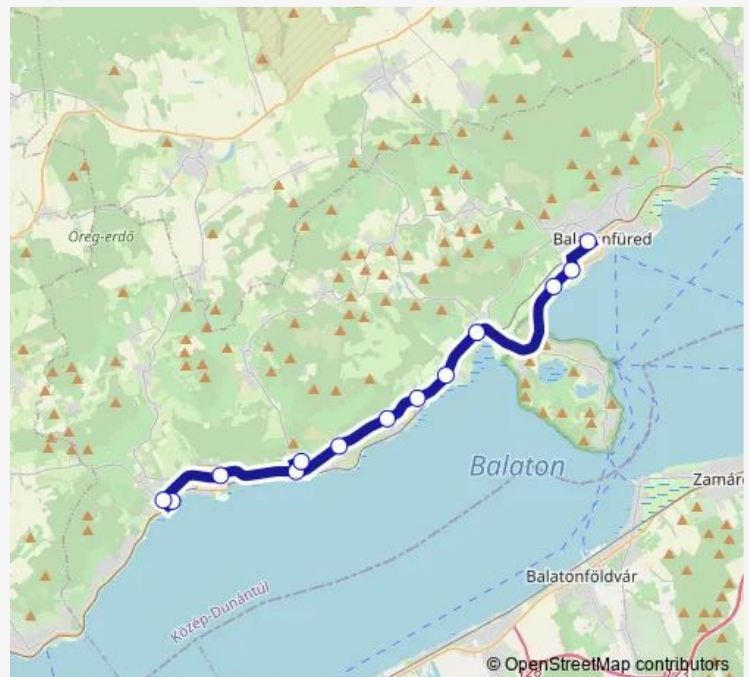 Öreg-erdő
Balatonfüred
Balaton
Zamár
Balatonföldvár
Közép-Dunántúl
© OpenStreetMap contributors